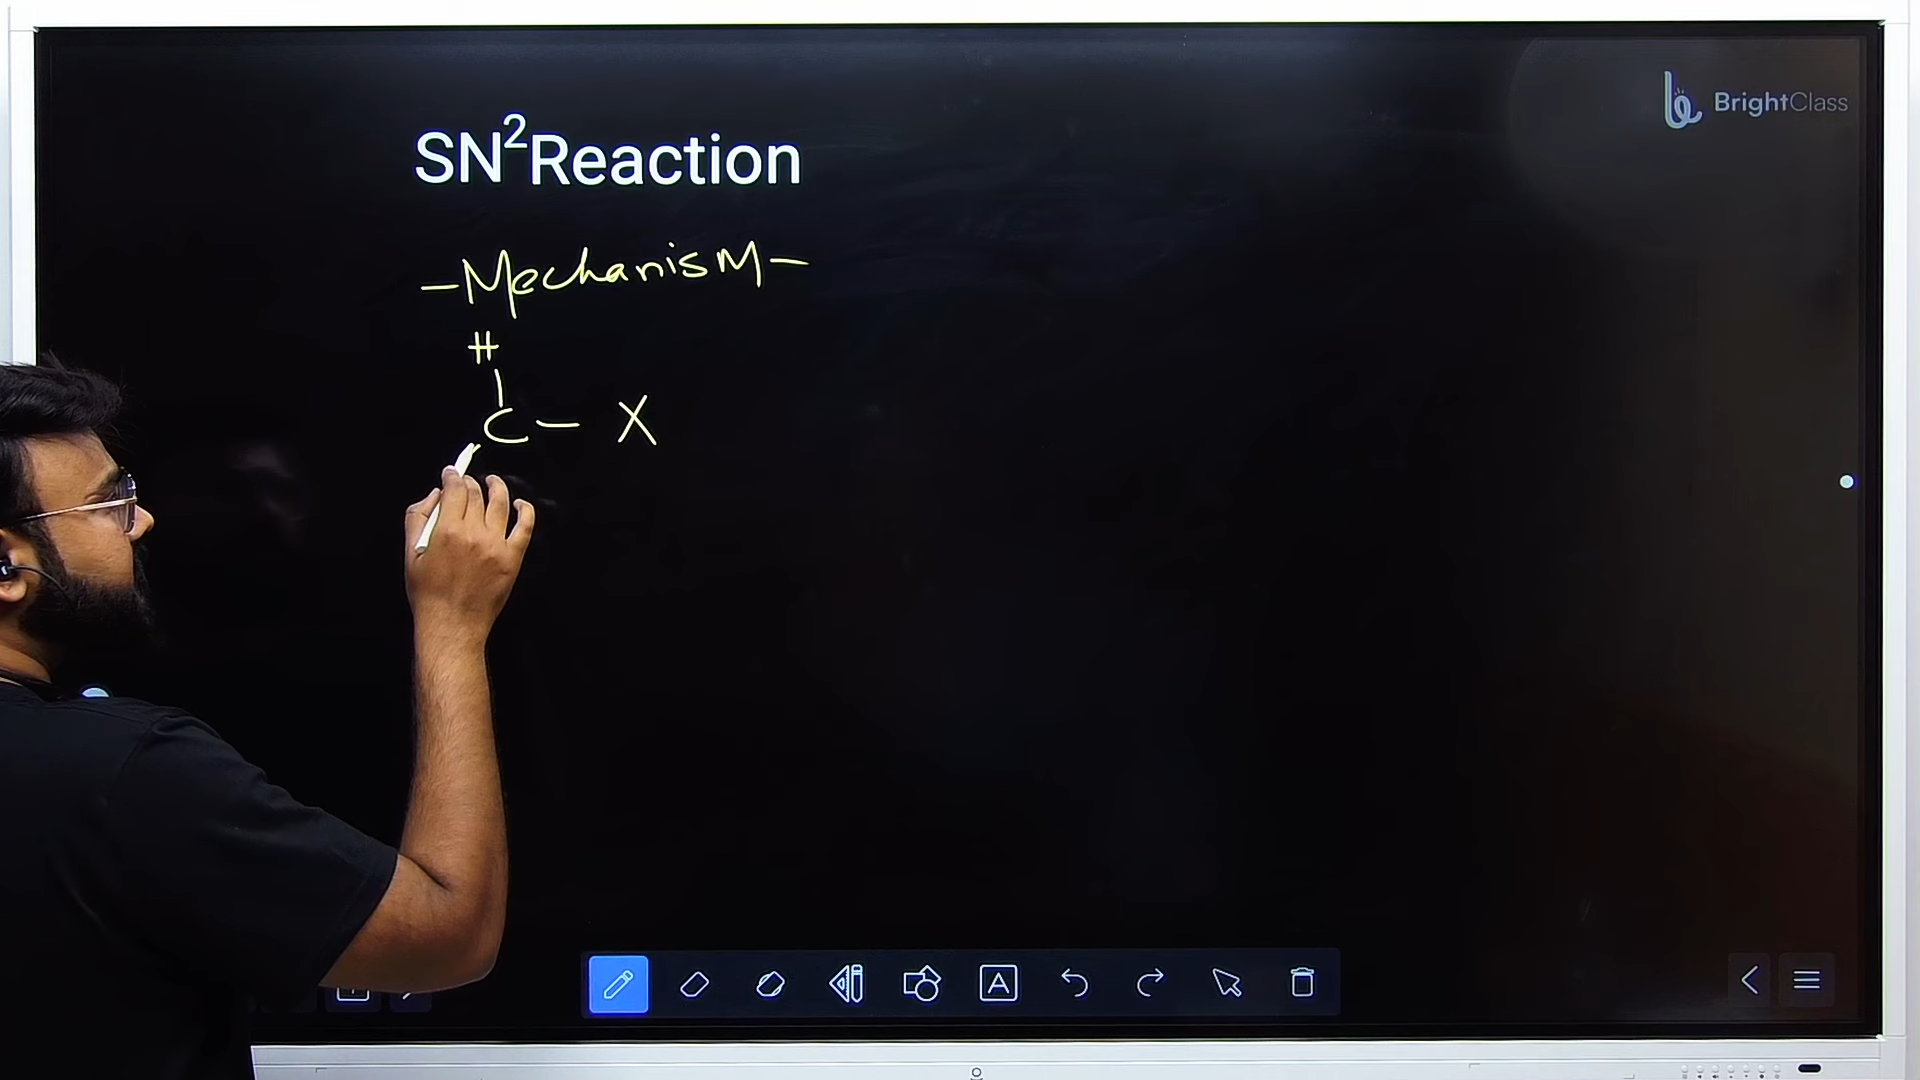 BrightClass
SN²Reaction
-MechanisM-
H
C - X
A